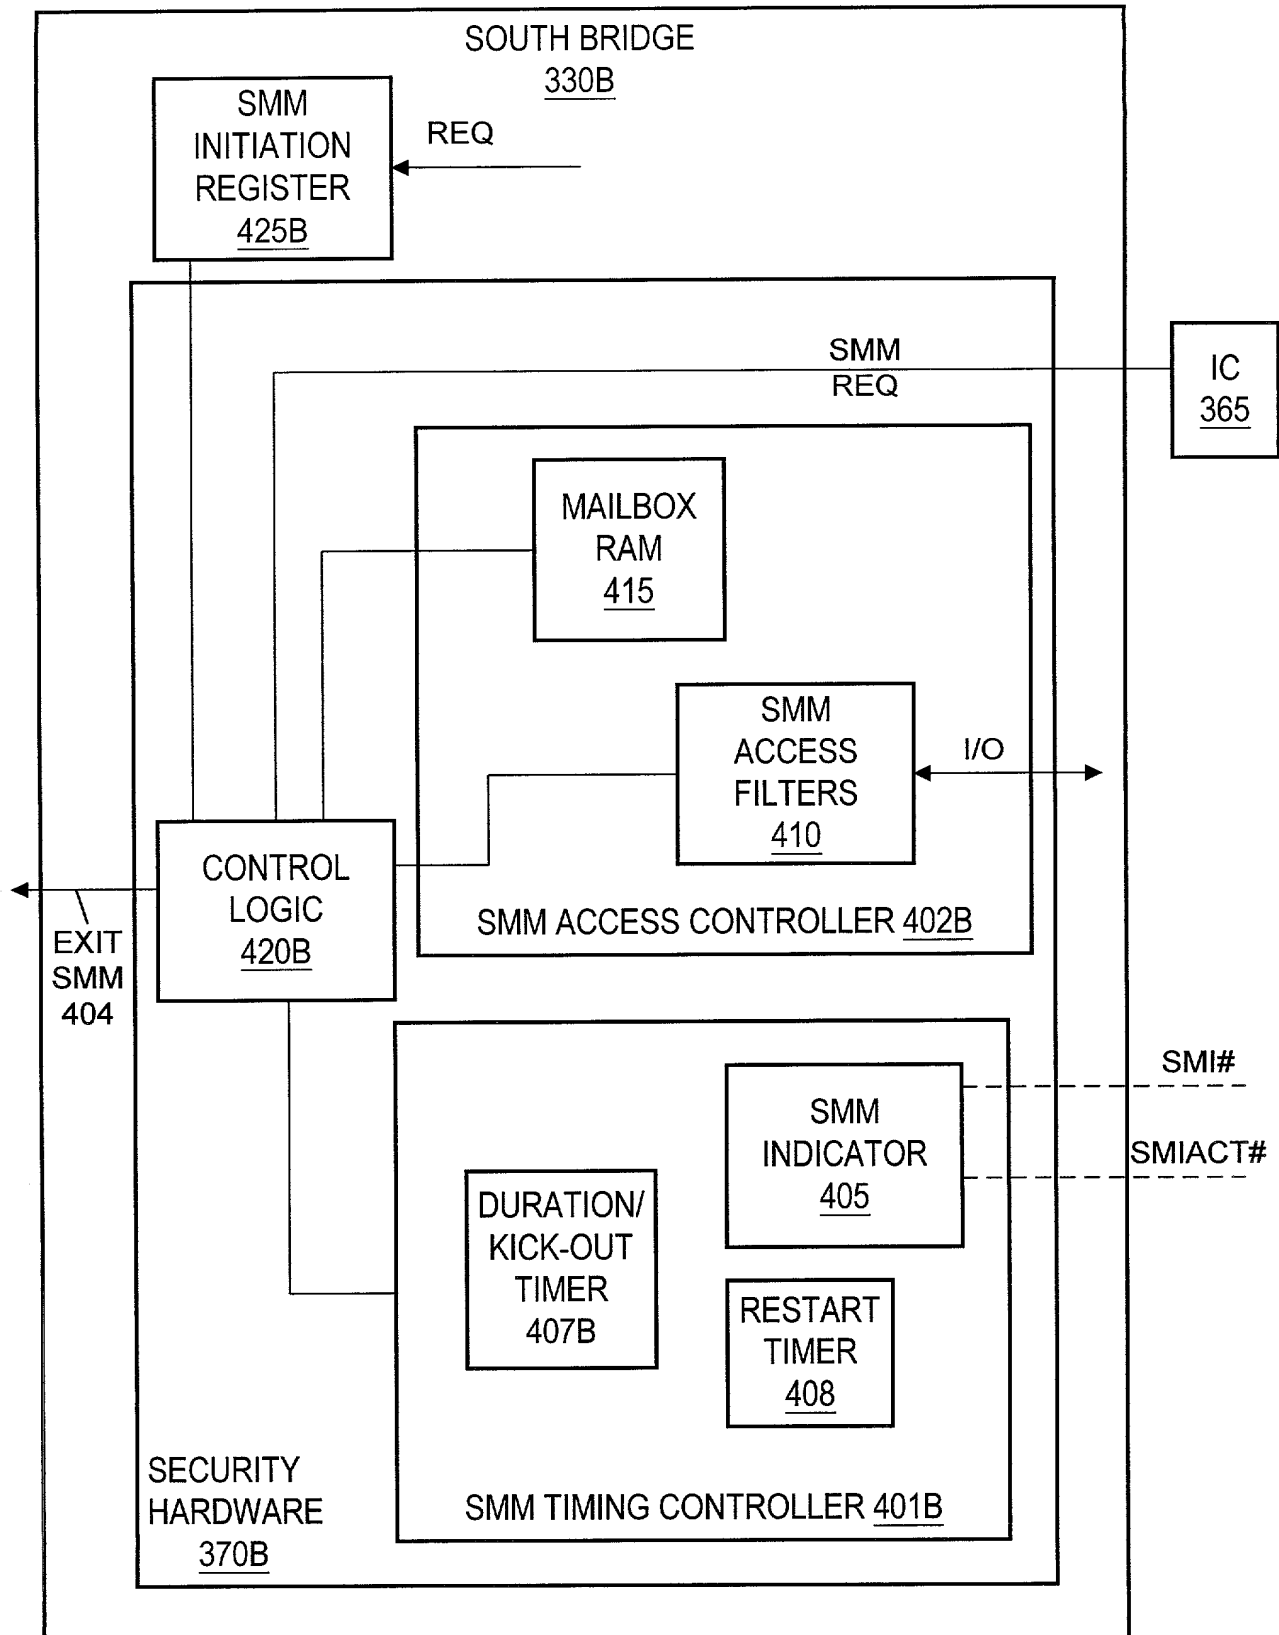 SOUTH BRIDGE
330B
SMM
INITIATION
REGISTER
425B
REQ
SMM
REQ
IC
365
MAILBOX
RAM
415
SMM
ACCESS
FILTERS
410
I/O
CONTROL
LOGIC
420B
SMM ACCESS CONTROLLER 402B
EXIT
SMM
404
SMI#
SMM
INDICATOR
405
SMIACT#
DURATION/
KICK-OUT
TIMER
407B
RESTART
TIMER
408
SECURITY
HARDWARE
370B
SMM TIMING CONTROLLER 401B